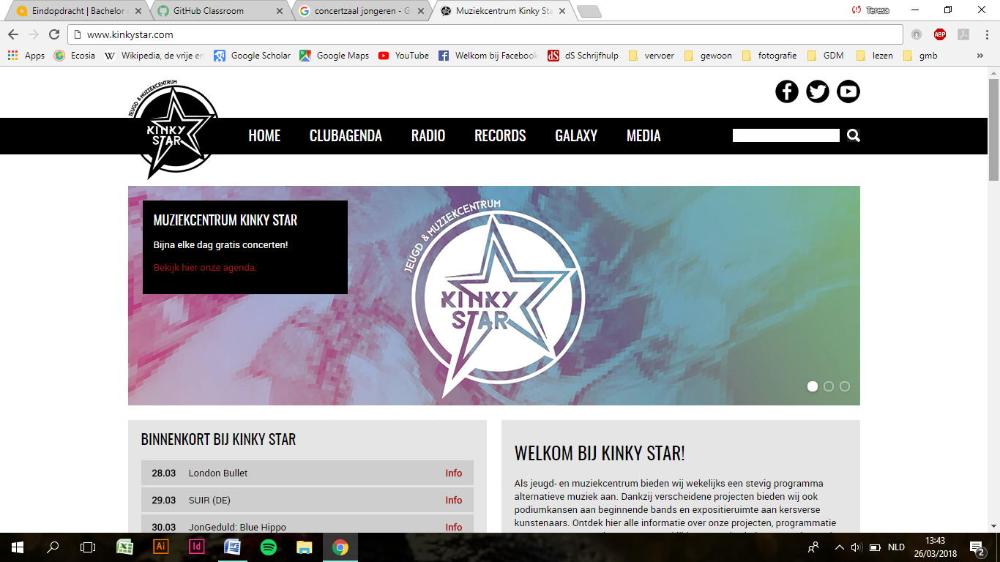 Eindopdracht | Bachelor
GitHub Classroom
concertzaal jongeren - G
Muziekcentrum Kinky Sta
Teresa
www.kinkystar.com
ABP
Apps
Ecosia
Wikipedia, de vrije en
Google Scholar
Google Maps
YouTube
Welkom bij Facebook
dS Schrijfhulp
vervoer
gewoon
fotografie
GDM
lezen
gmb
JEUGD & MUZIEKCENTRUM
KINKY
STAR
HOME
CLUBAGENDA
RADIO
RECORDS
GALAXY
MEDIA
MUZIEKCENTRUM KINKY STAR
Bijna elke dag gratis concerten!
Bekijk hier onze agenda.
JEUGD & MUZIEKCENTRUM
KINKY
STAR
BINNENKORT BIJ KINKY STAR
28.03 London Bullet Info
29.03 SUIR (DE) Info
30.03 JonGeduld: Blue Hippo Info
WELKOM BIJ KINKY STAR!
Als jeugd- en muziekcentrum bieden wij wekelijks een stevig programma
alternatieve muziek aan. Dankzij verscheidene projecten bieden wij ook
podiumkansen aan beginnende bands en expositieruimte aan kersverse
kunstenaars. Ontdek hier alle informatie over onze projecten, programmatie
NLD
13:43
26/03/2018
2